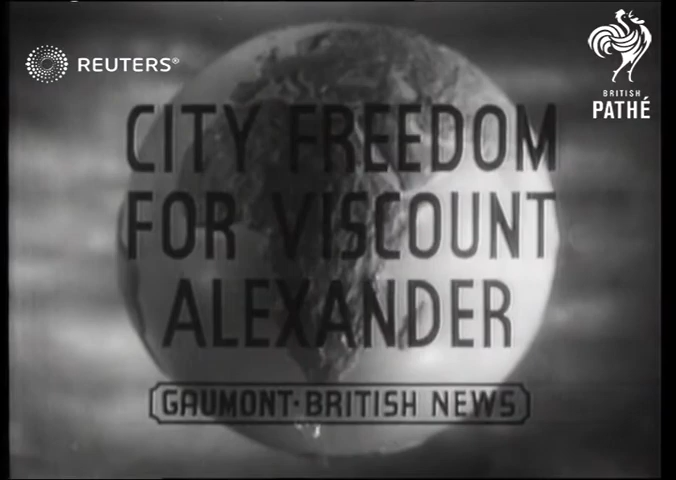 REUTERS®
BRITISH
PATHÉ
CITY FREEDOM
FOR VISCOUNT
ALEXANDER
GAUMONT·BRITISH NEWS